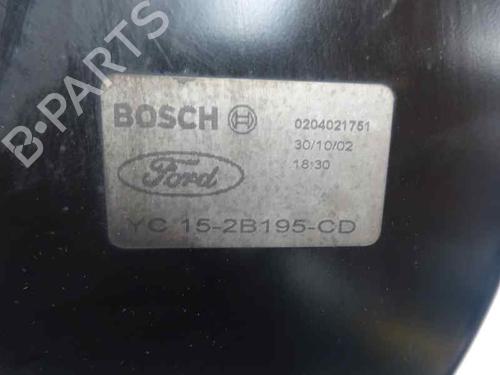 BOSCH
0204021751
30/10/02
18:30
Ford
YC 15-2B195-CD
B-PARTS